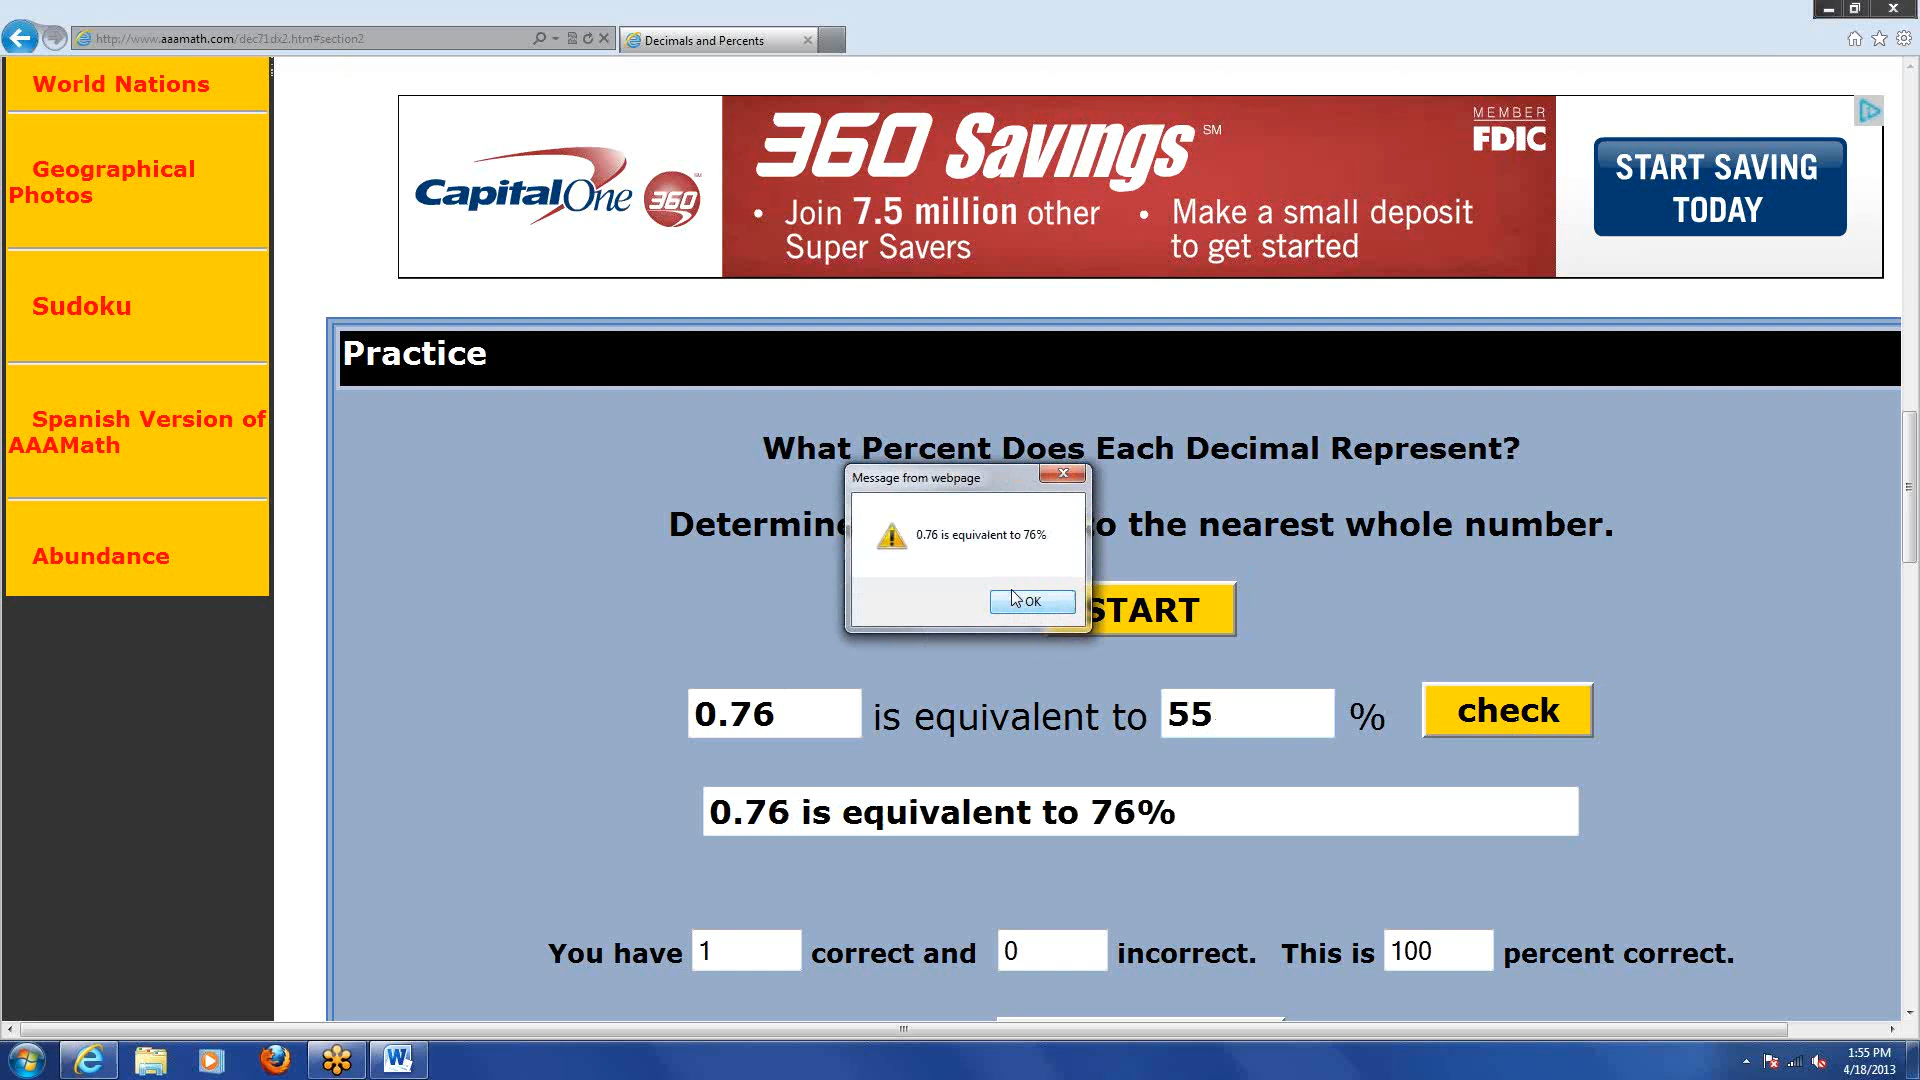 http://www.aaamath.com/dec71dx2.htm#section2
Decimals and Percents
World Nations
Geographical
Photos
Sudoku
Spanish Version of
AAAMath
Abundance
CapitalOne 360 SM
360 Savings SM
• Join 7.5 million other
Super Savers
• Make a small deposit
to get started
MEMBER
FDIC
START SAVING
TODAY
Practice
What Percent Does Each Decimal Represent?
Determine o the nearest whole number.
Message from webpage
0.76 is equivalent to 76%
OK
START
0.76 is equivalent to 55 % check
0.76 is equivalent to 76%
You have 1 correct and 0 incorrect. This is 100 percent correct.
1:55 PM
4/18/2013